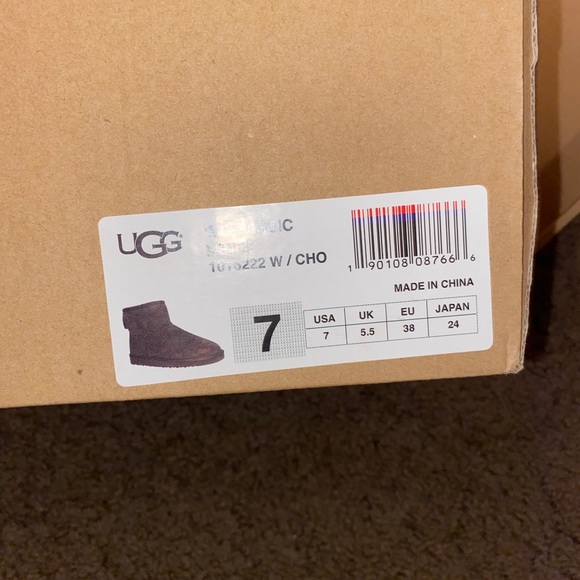 UGG
1016222 W / CHO
1 90108 08766 6
MADE IN CHINA
7
USA UK EU JAPAN
7 5.5 38 24